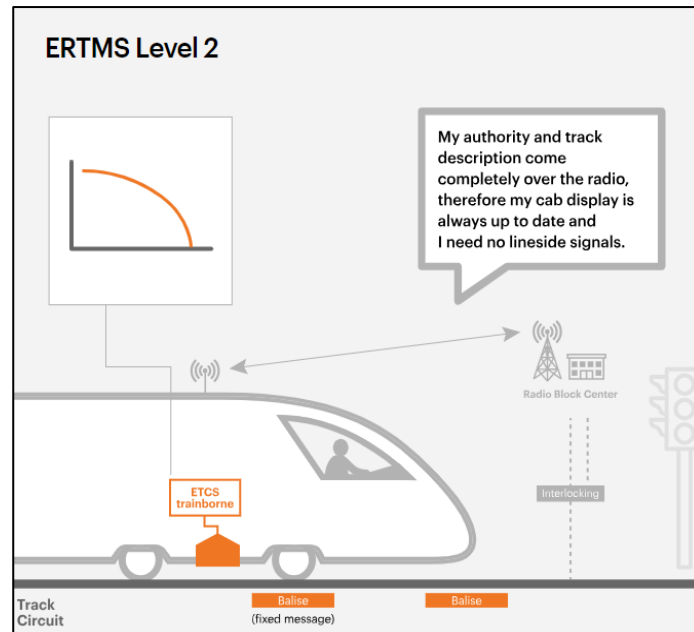 ERTMS Level 2
My authority and track
description come
completely over the radio,
therefore my cab display is
always up to date and
I need no lineside signals.
Radio Block Center
ETCS
trainborne
Interlocking
Balise
Balise
(fixed message)
Track
Circuit